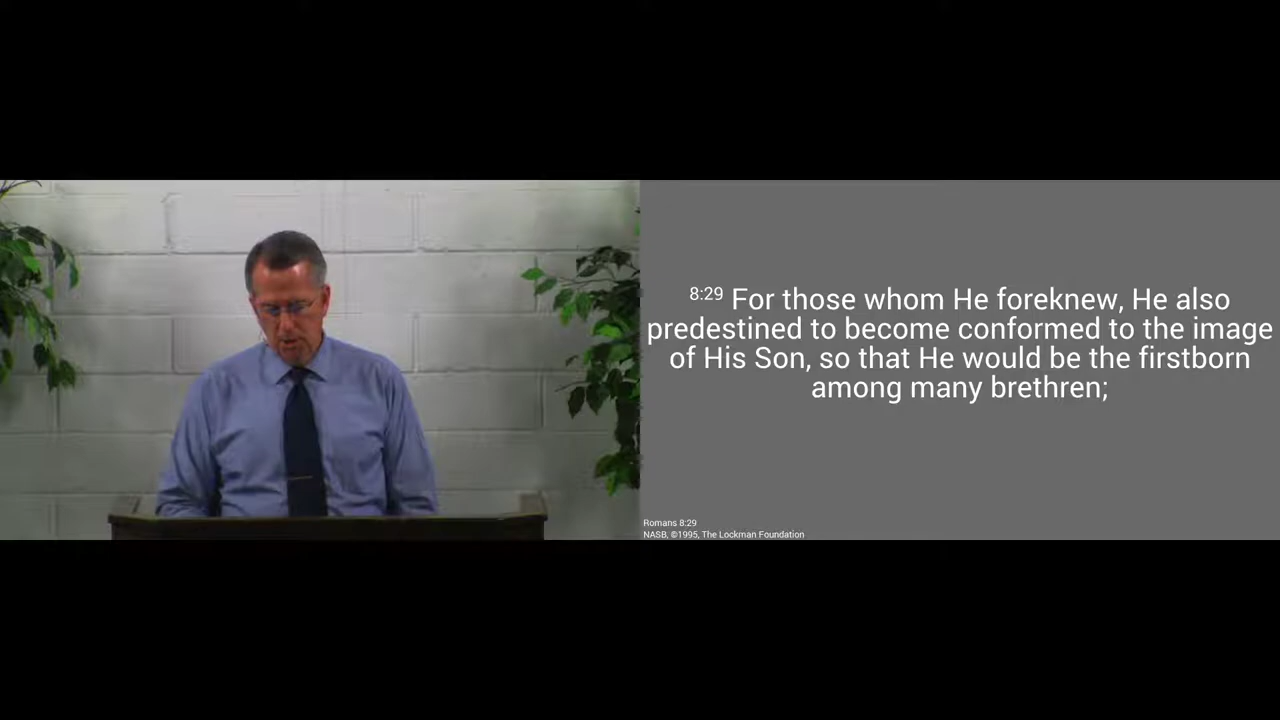 8:29 For those whom He foreknew, He also
predestined to become conformed to the image
of His Son, so that He would be the firstborn
among many brethren;
Romans 8:29
NASB, ©1995, The Lockman Foundation